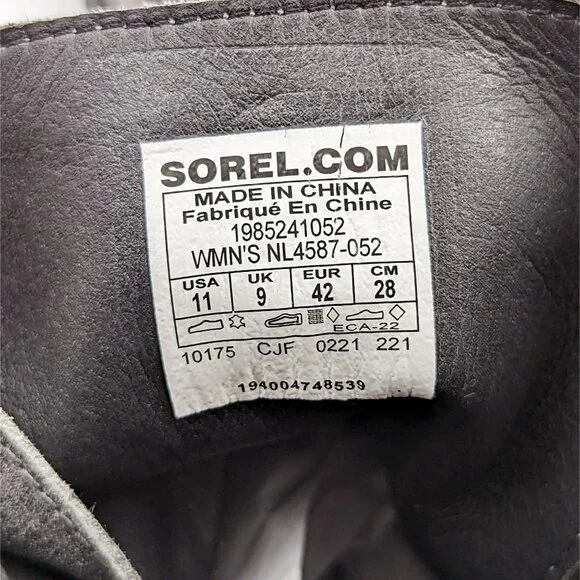 SOREL.COM
MADE IN CHINA
Fabriqué En Chine
1985241052
WMN'S NL4587-052
USA UK EUR CM
11 9 42 28
ECA-22
10175 CJF 0221 221
194004748539